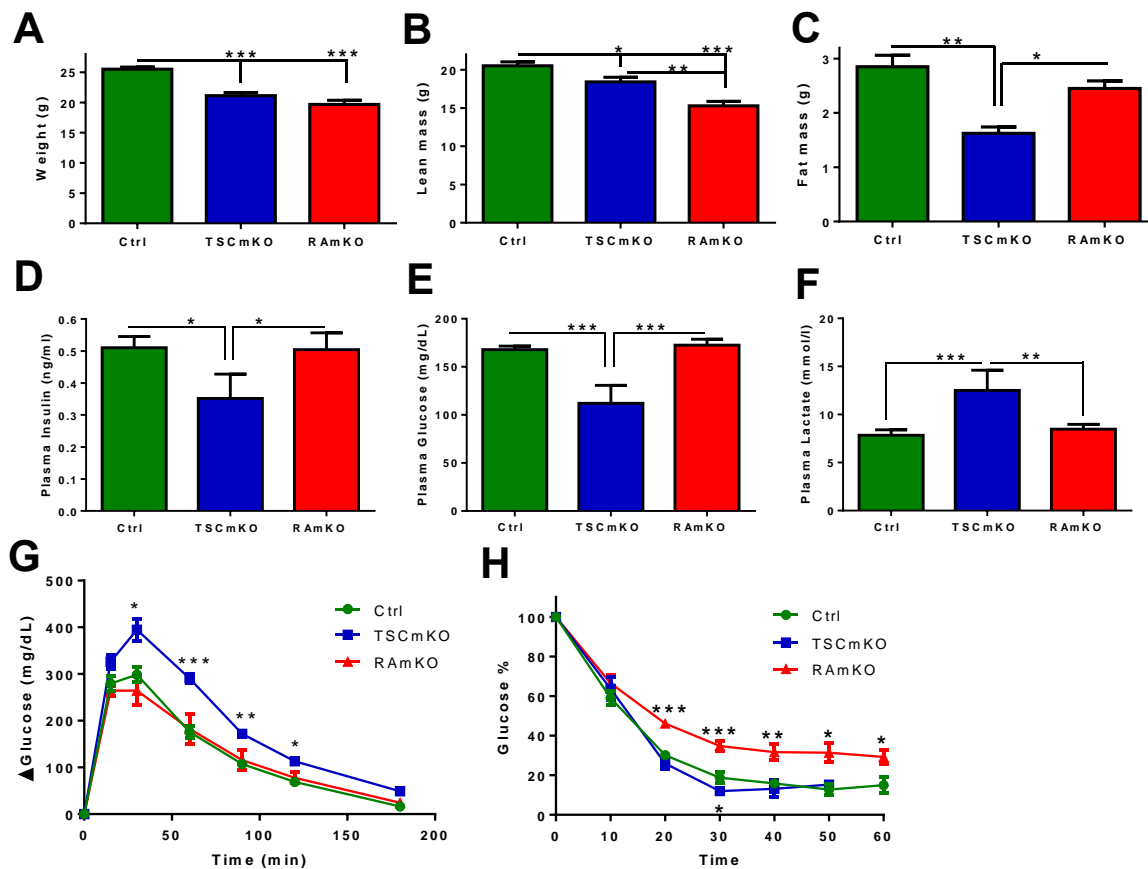 A
Weight (g)
25
20
15
10
5
0
***
***
Ctrl
TSCmKO
RAmKO
B
Lean mass (g)
20
15
10
5
0
*
***
**
Ctrl
TSCmKO
RAmKO
C
Fat mass (g)
3
2
1
0
**
*
Ctrl
TSCmKO
RAmKO
D
Plasma Insulin (ng/ml)
0.6
0.5
0.4
0.3
0.2
0.1
0.0
*
*
Ctrl
TSCmKO
RAmKO
E
Plasma Glucose (mg/dL)
200
150
100
50
0
***
***
Ctrl
TSCmKO
RAmKO
F
Plasma Lactate (mmol/l)
20
15
10
5
0
***
**
Ctrl
TSCmKO
RAmKO
G
▲Glucose (mg/dL)
500
400
300
200
100
0
*
***
**
*
Ctrl
TSCmKO
RAmKO
0
50
100
150
200
Time (min)
H
Glucose %
100
80
60
40
20
0
***
***
**
*
*
*
Ctrl
TSCmKO
RAmKO
0
10
20
30
40
50
60
Time